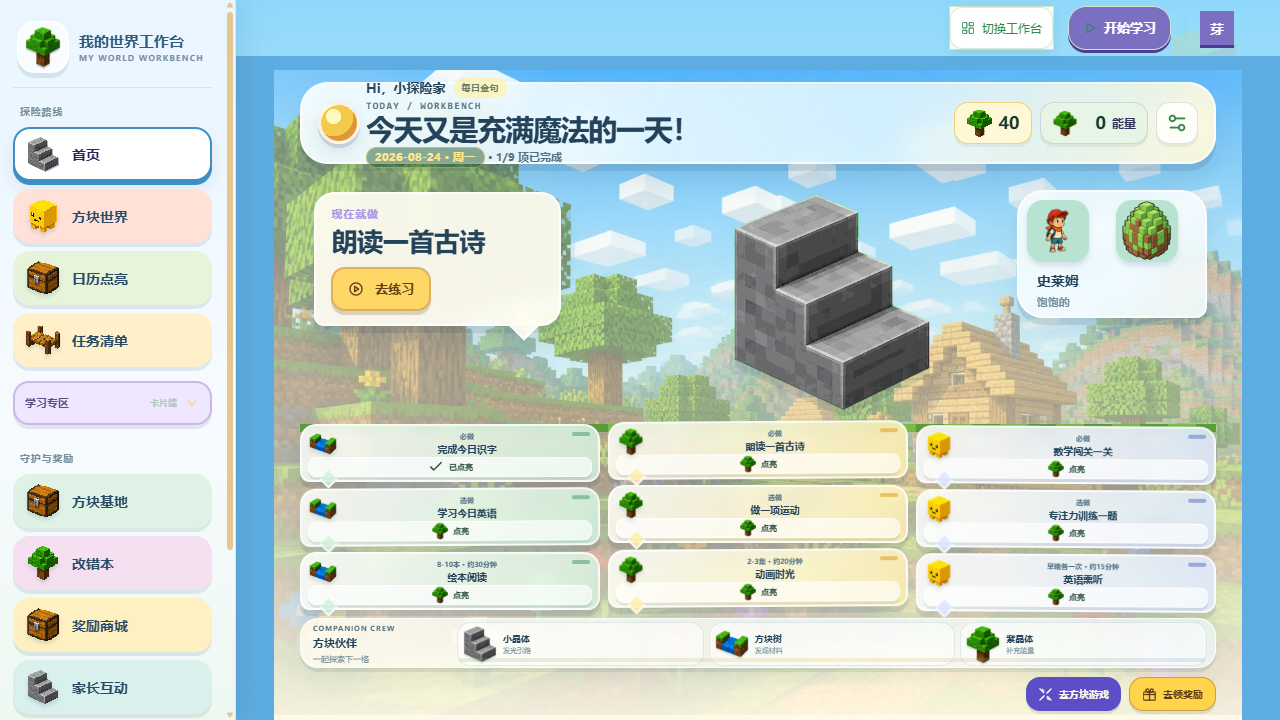 我的世界工作台
MY WORLD WORKBENCH
探险路线
首页
方块世界
日历点亮
任务清单
学习专区
卡片篮
守护与奖励
方块基地
改错本
奖励商城
家长互动
切换工作台
开始学习
芽
Hi，小探险家 每日金句
TODAY / WORKBENCH
今天又是充满魔法的一天！
2026-08-24 • 周一 • 1/9 项已完成
40
0 能量
现在就做
朗读一首古诗
去练习
史莱姆
饱饱的
必做
完成今日识字
已点亮
必做
朗读一首古诗
点亮
必做
数学闯关一关
点亮
选做
学习今日英语
点亮
选做
做一项运动
点亮
选做
专注力训练一题
点亮
8-10本 • 约30分钟
绘本阅读
点亮
2-3集 • 约20分钟
动画时光
点亮
早晚各一次 • 约15分钟
英语熏听
点亮
COMPANION CREW
方块伙伴
一起探索下一格
小晶体
发光引路
方块树
发现材料
紫晶体
补充能量
去方块游戏
去领奖励